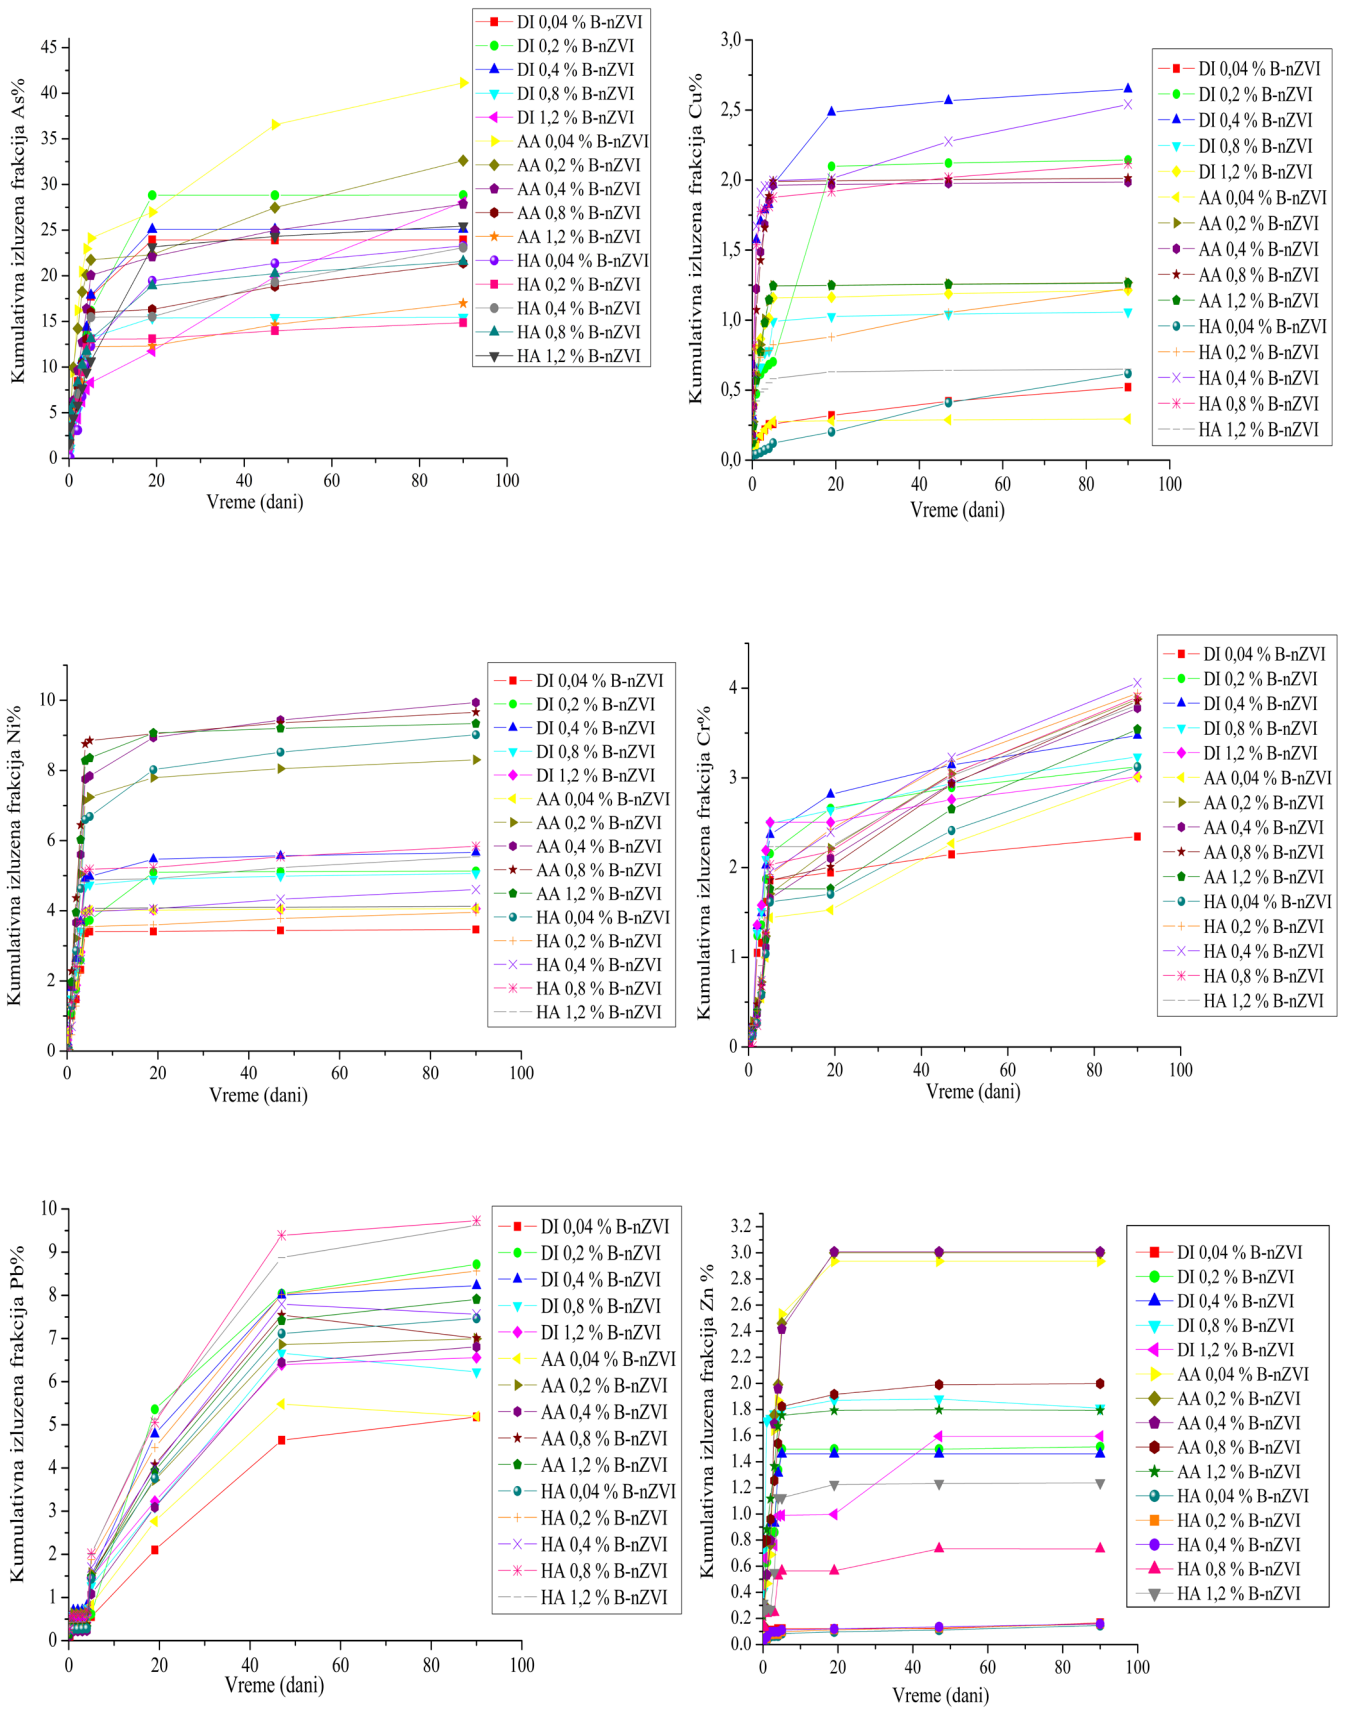 Kumulativna izluzena frakcija As%
45
40
35
30
25
20
15
10
5
0
0 20 40 60 80 100
Vreme (dani)
DI 0,04 % B-nZVI
DI 0,2 % B-nZVI
DI 0,4 % B-nZVI
DI 0,8 % B-nZVI
DI 1,2 % B-nZVI
AA 0,04 % B-nZVI
AA 0,2 % B-nZVI
AA 0,4 % B-nZVI
AA 0,8 % B-nZVI
AA 1,2 % B-nZVI
HA 0,04 % B-nZVI
HA 0,2 % B-nZVI
HA 0,4 % B-nZVI
HA 0,8 % B-nZVI
HA 1,2 % B-nZVI
Kumulativna izluzena frakcija Cu%
3,0
2,5
2,0
1,5
1,0
0,5
0,0
0 20 40 60 80 100
Vreme (dani)
DI 0,04 % B-nZVI
DI 0,2 % B-nZVI
DI 0,4 % B-nZVI
DI 0,8 % B-nZVI
DI 1,2 % B-nZVI
AA 0,04 % B-nZVI
AA 0,2 % B-nZVI
AA 0,4 % B-nZVI
AA 0,8 % B-nZVI
AA 1,2 % B-nZVI
HA 0,04 % B-nZVI
HA 0,2 % B-nZVI
HA 0,4 % B-nZVI
HA 0,8 % B-nZVI
HA 1,2 % B-nZVI
Kumulativna izluzena frakcija Ni%
10
8
6
4
2
0
0 20 40 60 80 100
Vreme (dani)
DI 0,04 % B-nZVI
DI 0,2 % B-nZVI
DI 0,4 % B-nZVI
DI 0,8 % B-nZVI
DI 1,2 % B-nZVI
AA 0,04 % B-nZVI
AA 0,2 % B-nZVI
AA 0,4 % B-nZVI
AA 0,8 % B-nZVI
AA 1,2 % B-nZVI
HA 0,04 % B-nZVI
HA 0,2 % B-nZVI
HA 0,4 % B-nZVI
HA 0,8 % B-nZVI
HA 1,2 % B-nZVI
Kumulativna izluzena frakcija Cr%
4
3
2
1
0
0 20 40 60 80 100
Vreme (dani)
DI 0,04 % B-nZVI
DI 0,2 % B-nZVI
DI 0,4 % B-nZVI
DI 0,8 % B-nZVI
DI 1,2 % B-nZVI
AA 0,04 % B-nZVI
AA 0,2 % B-nZVI
AA 0,4 % B-nZVI
AA 0,8 % B-nZVI
AA 1,2 % B-nZVI
HA 0,04 % B-nZVI
HA 0,2 % B-nZVI
HA 0,4 % B-nZVI
HA 0,8 % B-nZVI
HA 1,2 % B-nZVI
Kumulativna izluzena frakcija Pb%
10
9
8
7
6
5
4
3
2
1
0
0 20 40 60 80 100
Vreme (dani)
DI 0,04 % B-nZVI
DI 0,2 % B-nZVI
DI 0,4 % B-nZVI
DI 0,8 % B-nZVI
DI 1,2 % B-nZVI
AA 0,04 % B-nZVI
AA 0,2 % B-nZVI
AA 0,4 % B-nZVI
AA 0,8 % B-nZVI
AA 1,2 % B-nZVI
HA 0,04 % B-nZVI
HA 0,2 % B-nZVI
HA 0,4 % B-nZVI
HA 0,8 % B-nZVI
HA 1,2 % B-nZVI
Kumulativna izluzena frakcija Zn %
3.2
3.0
2.8
2.6
2.4
2.2
2.0
1.8
1.6
1.4
1.2
1.0
0.8
0.6
0.4
0.2
0.0
0 20 40 60 80 100
Vreme (dani)
DI 0,04 % B-nZVI
DI 0,2 % B-nZVI
DI 0,4 % B-nZVI
DI 0,8 % B-nZVI
DI 1,2 % B-nZVI
AA 0,04 % B-nZVI
AA 0,2 % B-nZVI
AA 0,4 % B-nZVI
AA 0,8 % B-nZVI
AA 1,2 % B-nZVI
HA 0,04 % B-nZVI
HA 0,2 % B-nZVI
HA 0,4 % B-nZVI
HA 0,8 % B-nZVI
HA 1,2 % B-nZVI